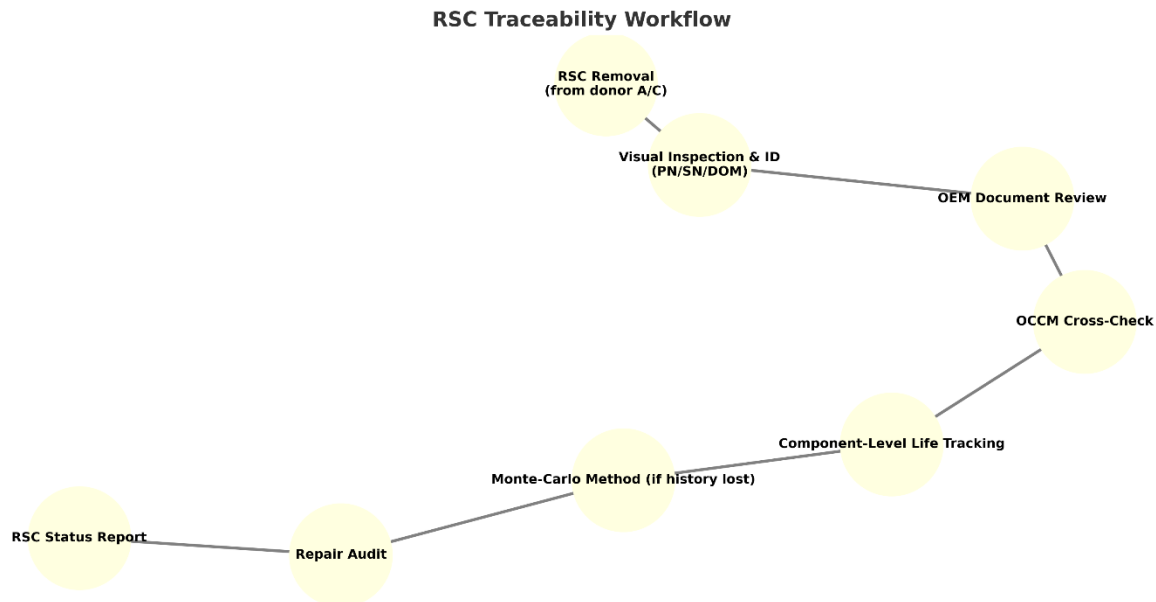 RSC Traceability Workflow
RSC Removal
(from donor A/C)
Visual Inspection & ID
(PN/SN/DOM)
OEM Document Review
OCCM Cross-Check
Component-Level Life Tracking
Monte-Carlo Method (if history lost)
Repair Audit
RSC Status Report